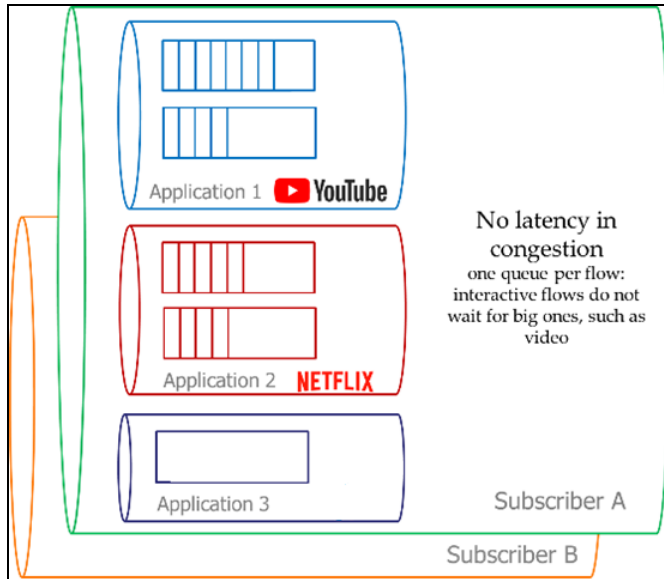 Application 1 YouTube
No latency in
congestion
one queue per flow:
interactive flows do not
wait for big ones, such as
video
Application 2 NETFLIX
Application 3
Subscriber A
Subscriber B